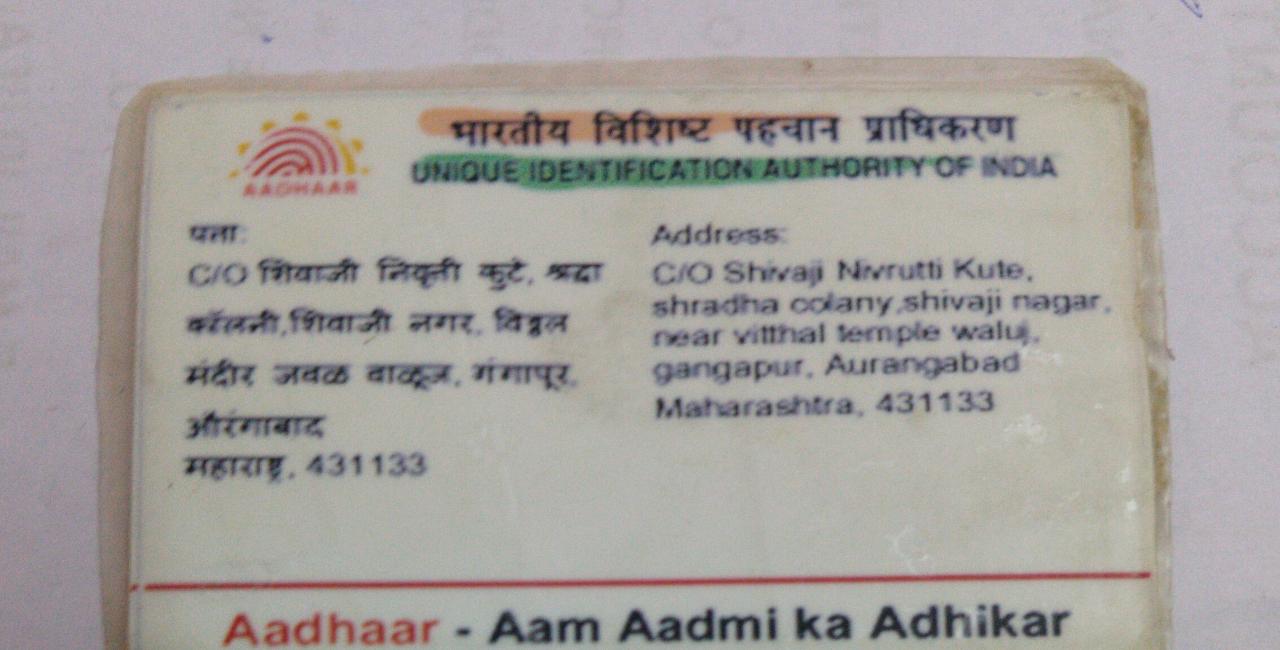 भारतीय विशिष्ट पहचान प्राधिकरण
UNIQUE IDENTIFICATION AUTHORITY OF INDIA
AADHAAR
पत्ता:
C/O शिवाजी निवृत्ती कुटे, श्रद्धा
कॉलनी,शिवाजी नगर, विठ्ठल
मंदीर जवळ वाळूज, गंगापूर,
औरंगाबाद
महाराष्ट्र, 431133
Address:
C/O Shivaji Nivrutti Kute,
shradha colany,shivaji nagar,
near vitthal temple waluj,
gangapur, Aurangabad
Maharashtra, 431133
Aadhaar - Aam Aadmi ka Adhikar